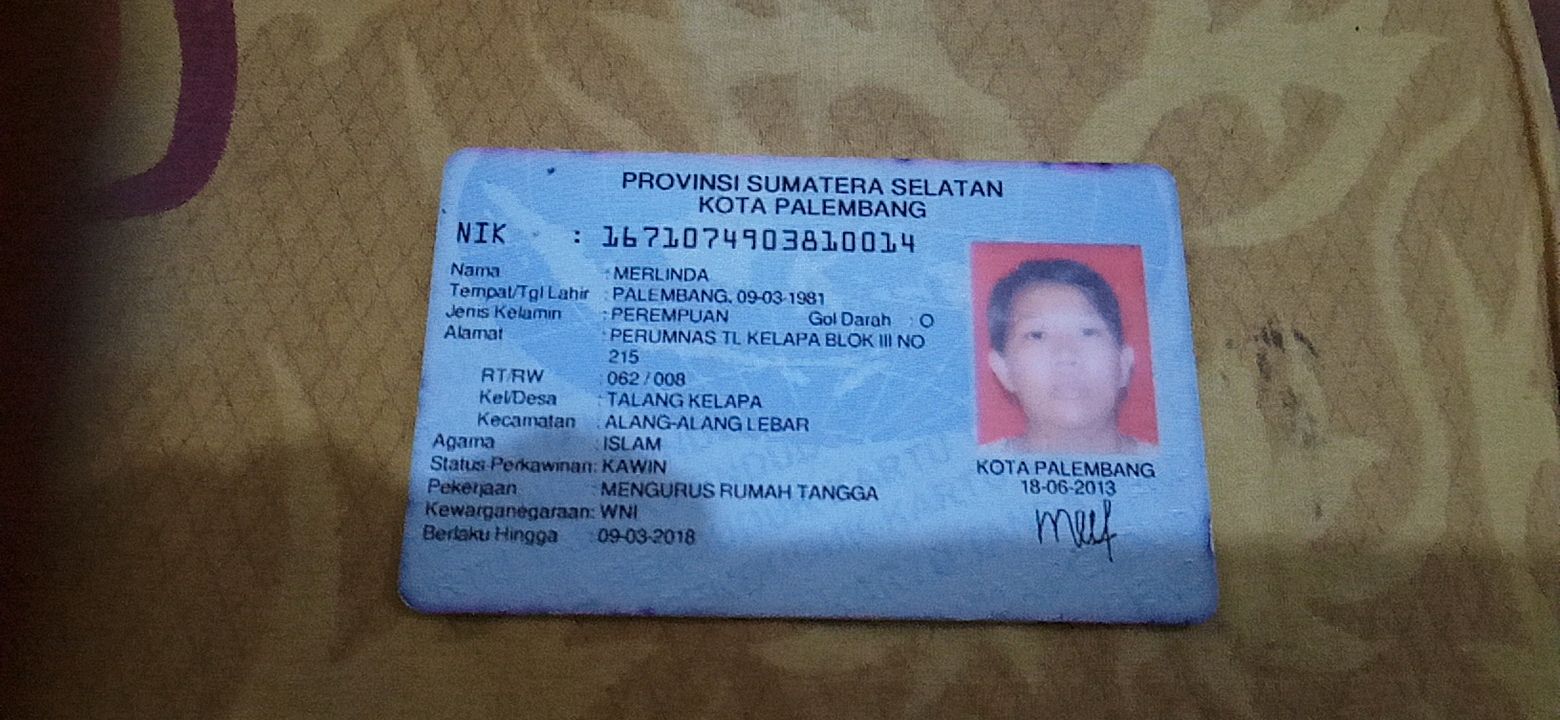 PROVINSI SUMATERA SELATAN
KOTA PALEMBANG
NIK : 1671074903810014
Nama : MERLINDA
Tempat/Tgl Lahir : PALEMBANG, 09-03-1981
Jenis Kelamin : PEREMPUAN Gol Darah : O
Alamat : PERUMNAS TL KELAPA BLOK III NO
215
RT/RW : 062 / 008
Kel/Desa : TALANG KELAPA
Kecamatan : ALANG-ALANG LEBAR
Agama : ISLAM
Status Perkawinan: KAWIN
Pekerjaan : MENGURUS RUMAH TANGGA
Kewarganegaraan: WNI
Berlaku Hingga : 09-03-2018
KOTA PALEMBANG
18-06-2013